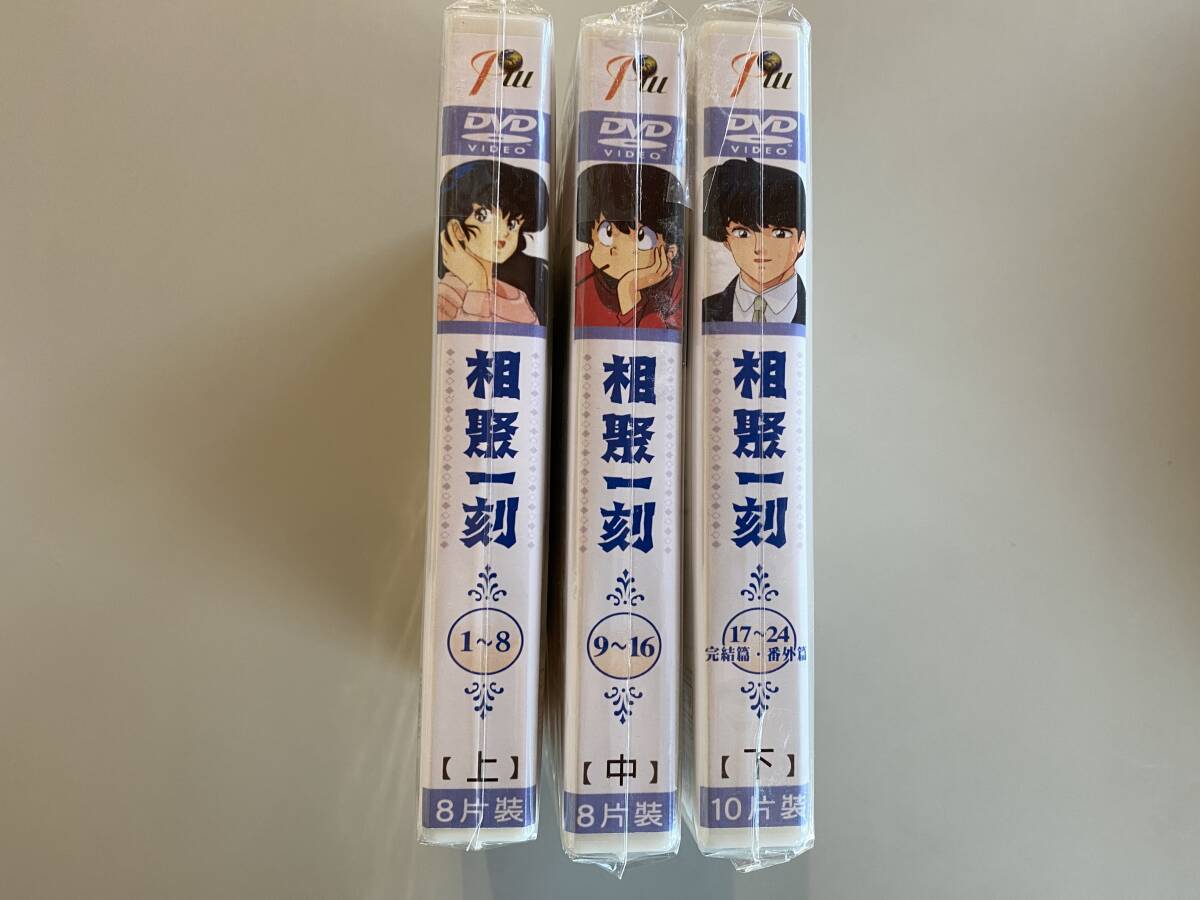 DVD
VIDEO
相聚一刻
1~8
【上】
8片裝
DVD
VIDEO
相聚一刻
9~16
【中】
8片裝
DVD
VIDEO
相聚一刻
17~24
完結篇・番外篇
【下】
10片裝